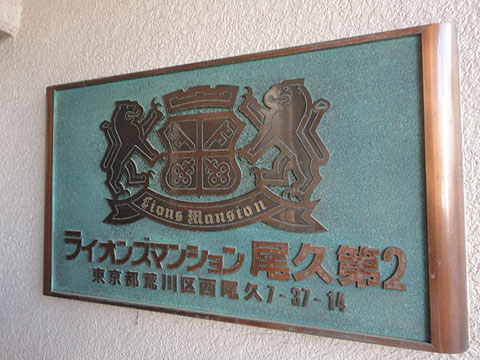 Lions Mansion
ライオンズマンション 尾久第2
東京都荒川区西尾久7-37-14